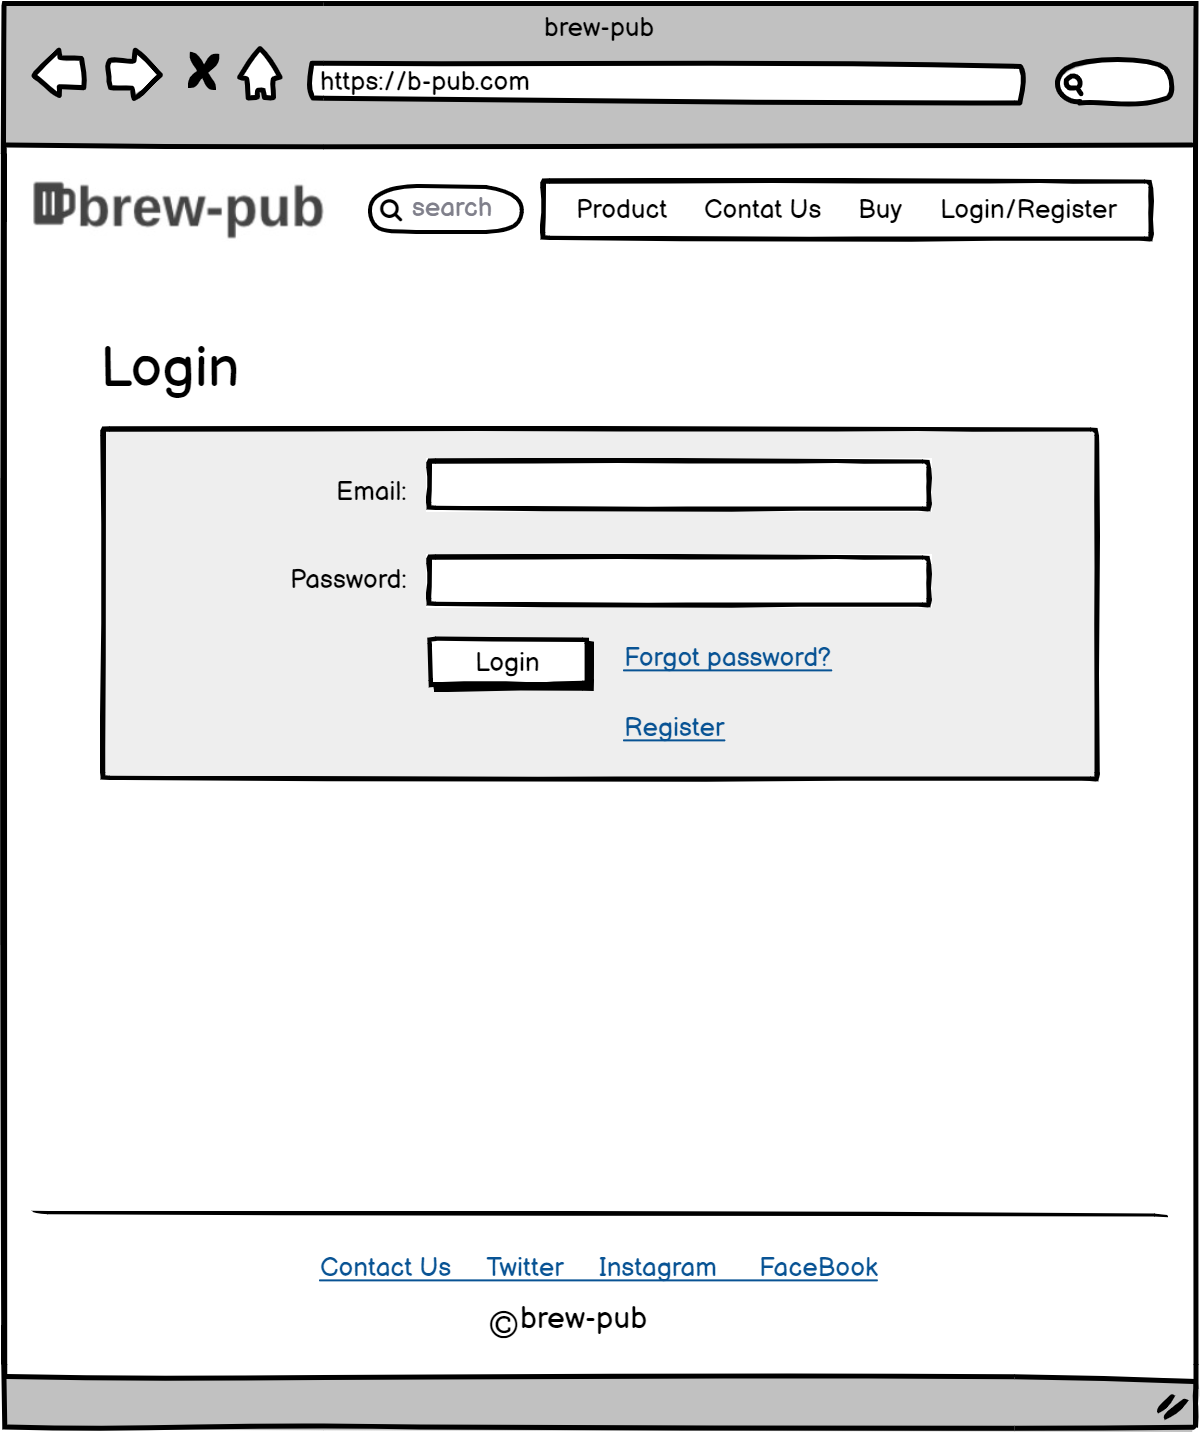 brew-pub
https://b-pub.com
brew-pub
search
Product Contat Us Buy Login/Register
Login
Email:
Password:
Login Forgot password?
Register
Contact Us Twitter Instagram FaceBook
©brew-pub